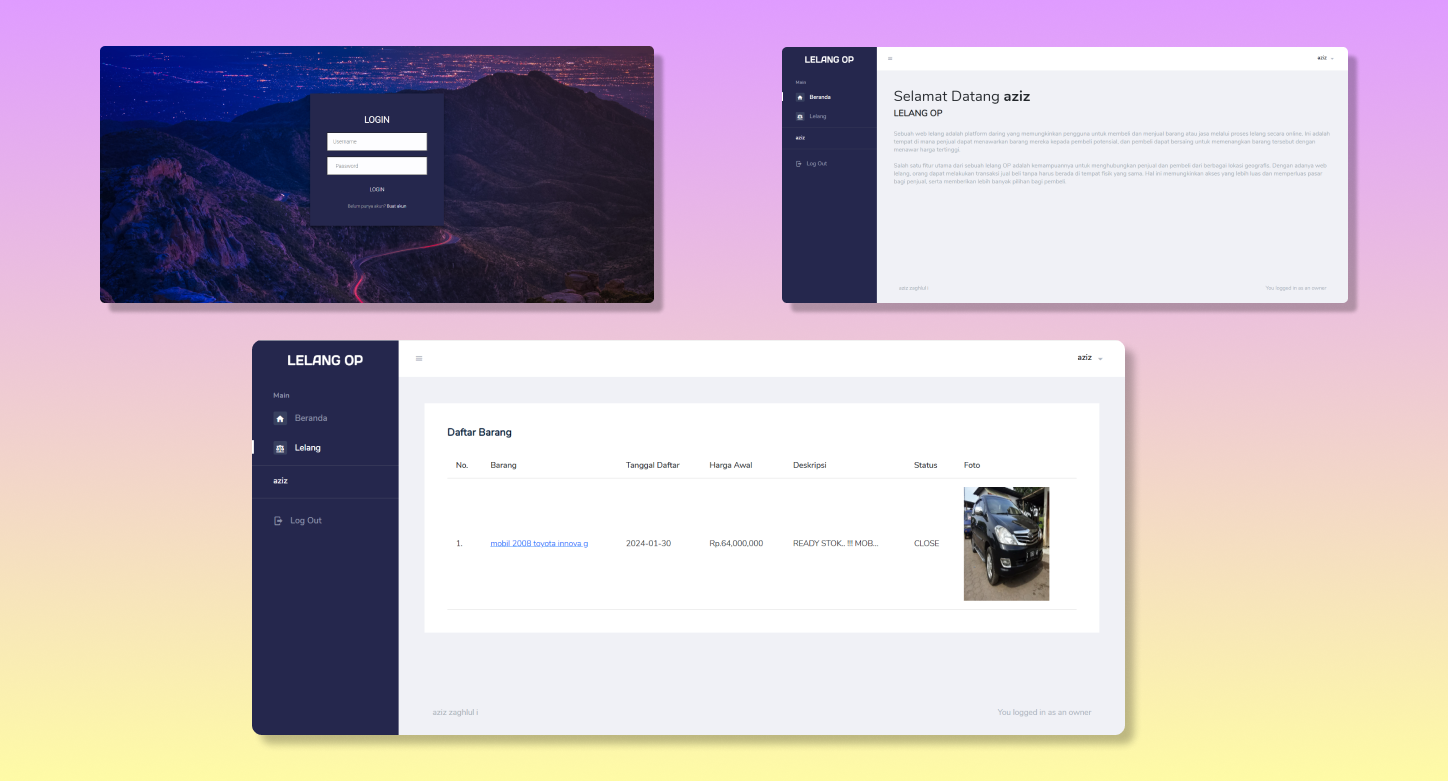 LOGIN
Username
Password
LOGIN
Belum punya akun? Buat akun
LELANG OP
aziz
Main
Beranda
Lelang
aziz
Log Out
Selamat Datang aziz
LELANG OP
Sebuah web lelang adalah platform daring yang memungkinkan pengguna untuk membeli dan menjual barang atau jasa melalui proses lelang secara online. Ini adalah
tempat di mana penjual dapat menawarkan barang mereka kepada pembeli potensial, dan pembeli dapat bersaing untuk memenangkan barang tersebut dengan
menawar harga tertinggi.
Salah satu fitur utama dari sebuah lelang OP adalah kemampuannya untuk menghubungkan penjual dan pembeli dari berbagai lokasi geografis. Dengan adanya web
lelang, orang dapat melakukan transaksi jual beli tanpa harus berada di tempat fisik yang sama. Hal ini memungkinkan akses yang lebih luas dan memperluas pasar
bagi penjual, serta memberikan lebih banyak pilihan bagi pembeli.
aziz zaghlul i
You logged in as an owner
LELANG OP
aziz
Main
Beranda
Lelang
aziz
Log Out
Daftar Barang
No. Barang Tanggal Daftar Harga Awal Deskripsi Status Foto
1. mobil 2008 toyota innova g 2024-01-30 Rp.64,000,000 READY STOK.. !!! MOB... CLOSE
aziz zaghlul i
You logged in as an owner